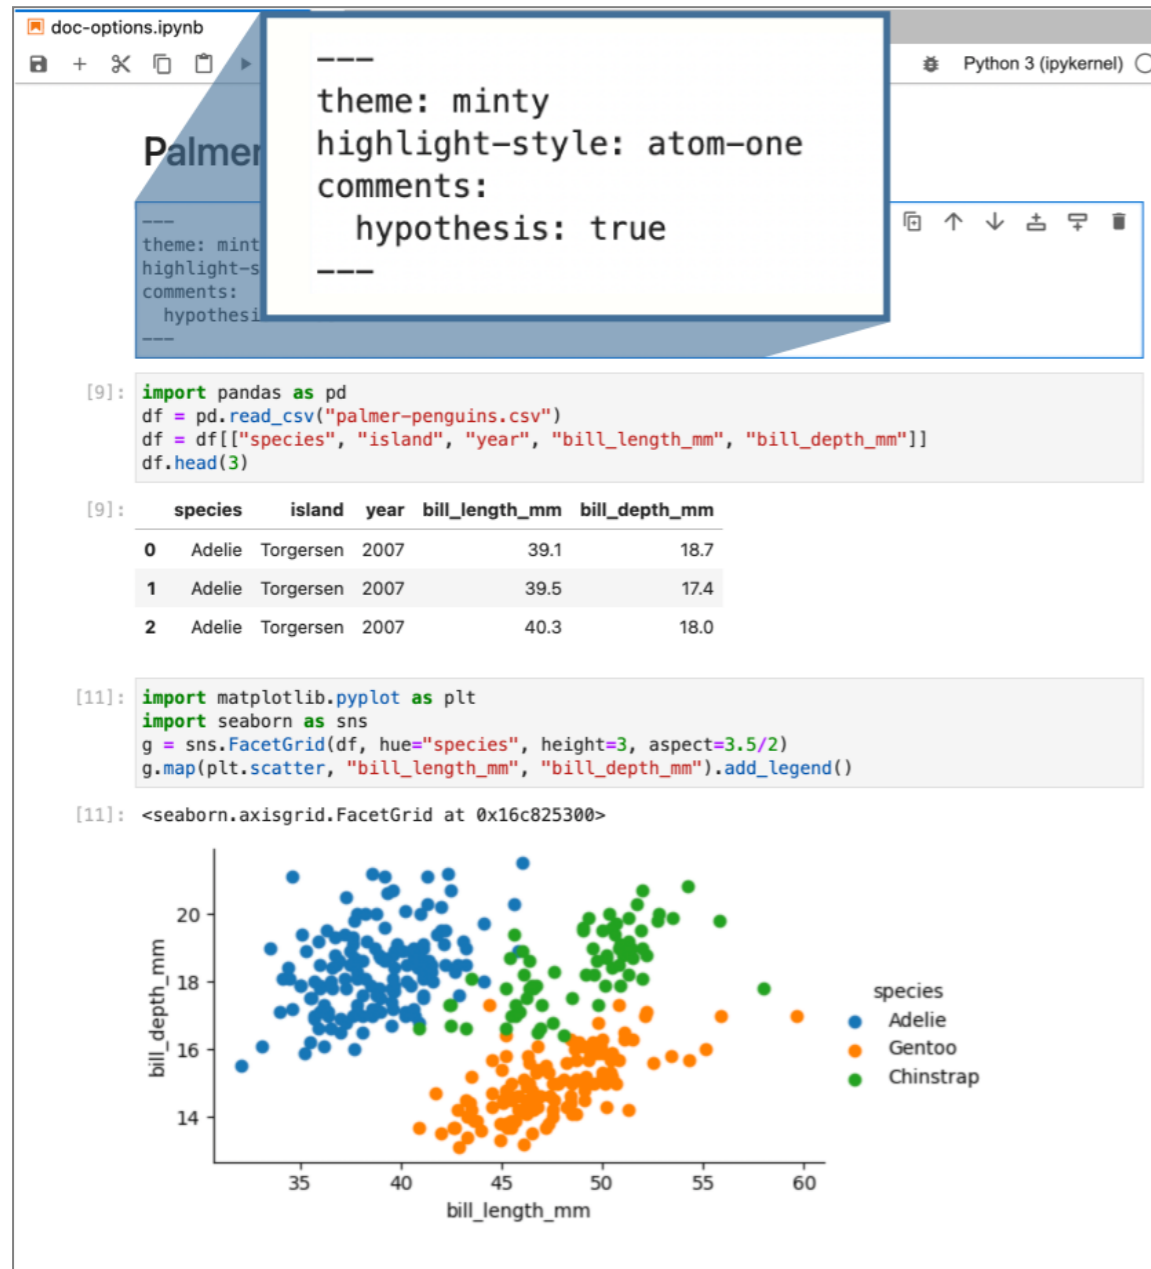 doc-options.ipynb
Python 3 (ipykernel)
---
theme: minty
highlight-style: atom-one
comments:
  hypothesis: true
---
Palmer
---
theme: mint
highlight-s
comments:
  hypothesi
---
[9]: import pandas as pd
df = pd.read_csv("palmer-penguins.csv")
df = df[["species", "island", "year", "bill_length_mm", "bill_depth_mm"]]
df.head(3)
[9]: species island year bill_length_mm bill_depth_mm
0 Adelie Torgersen 2007 39.1 18.7
1 Adelie Torgersen 2007 39.5 17.4
2 Adelie Torgersen 2007 40.3 18.0
[11]: import matplotlib.pyplot as plt
import seaborn as sns
g = sns.FacetGrid(df, hue="species", height=3, aspect=3.5/2)
g.map(plt.scatter, "bill_length_mm", "bill_depth_mm").add_legend()
[11]: <seaborn.axisgrid.FacetGrid at 0x16c825300>
bill_depth_mm
20
18
16
14
35 40 45 50 55 60
bill_length_mm
species
Adelie
Gentoo
Chinstrap